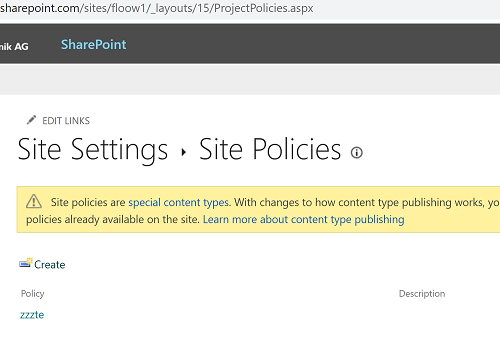 sharepoint.com/sites/floow1/_layouts/15/ProjectPolicies.aspx
nik AG SharePoint
EDIT LINKS
Site Settings ▸ Site Policies
Site policies are special content types. With changes to how content type publishing works, yo
policies already available on the site. Learn more about content type publishing
Create
Policy Description
zzzte